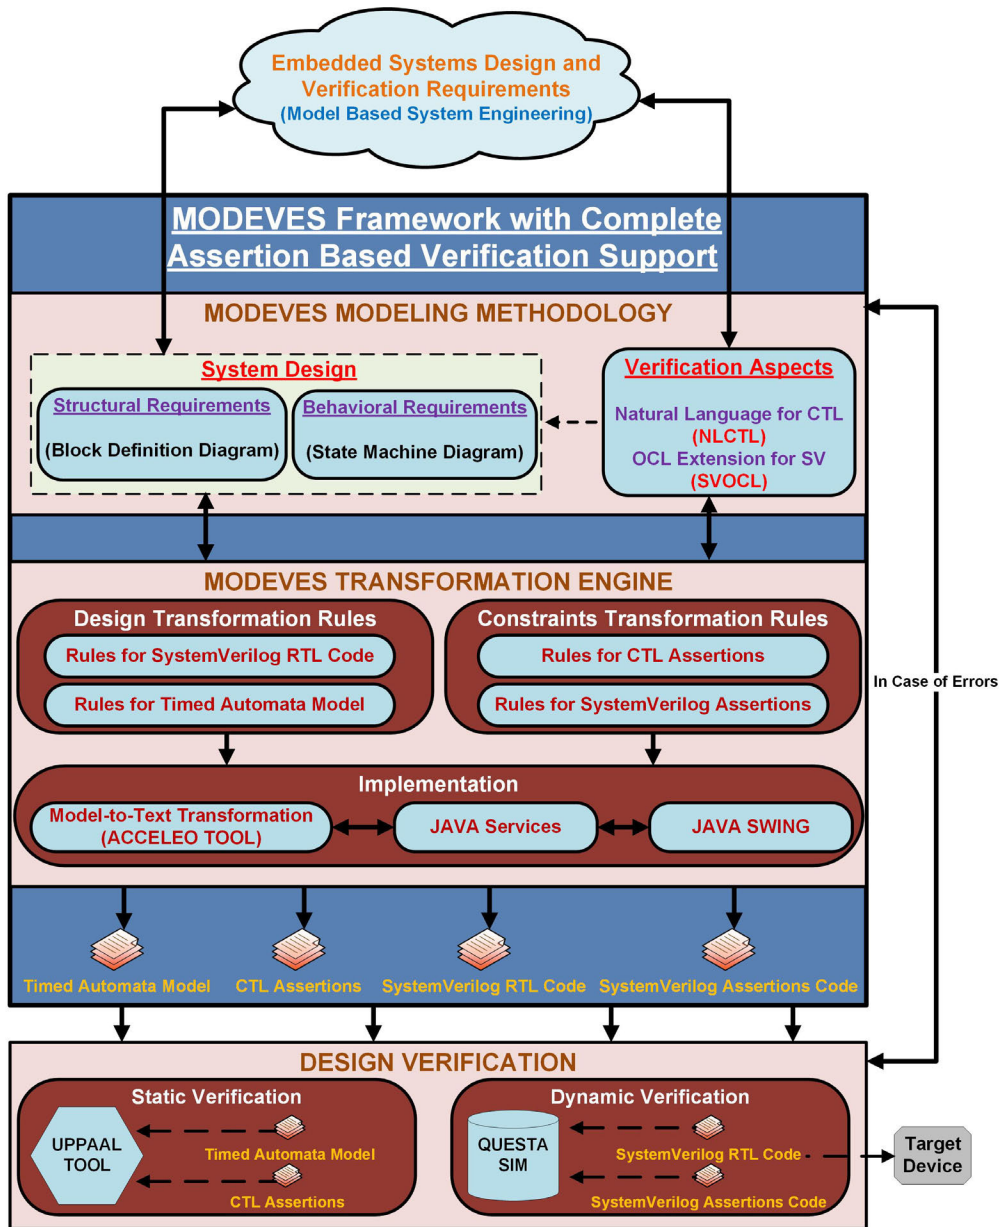 Embedded Systems Design and
Verification Requirements
(Model Based System Engineering)
MODEVES Framework with Complete
Assertion Based Verification Support
MODEVES MODELING METHODOLOGY
System Design
Structural Requirements
(Block Definition Diagram)
Behavioral Requirements
(State Machine Diagram)
Verification Aspects
Natural Language for CTL
(NLCTL)
OCL Extension for SV
(SVOCL)
MODEVES TRANSFORMATION ENGINE
Design Transformation Rules
Rules for SystemVerilog RTL Code
Rules for Timed Automata Model
Constraints Transformation Rules
Rules for CTL Assertions
Rules for SystemVerilog Assertions
In Case of Errors
Implementation
Model-to-Text Transformation
(ACCELEO TOOL)
JAVA Services
JAVA SWING
Timed Automata Model
CTL Assertions
SystemVerilog RTL Code
SystemVerilog Assertions Code
DESIGN VERIFICATION
Static Verification
UPPAAL
TOOL
Timed Automata Model
CTL Assertions
Dynamic Verification
QUESTA
SIM
SystemVerilog RTL Code
SystemVerilog Assertions Code
Target
Device